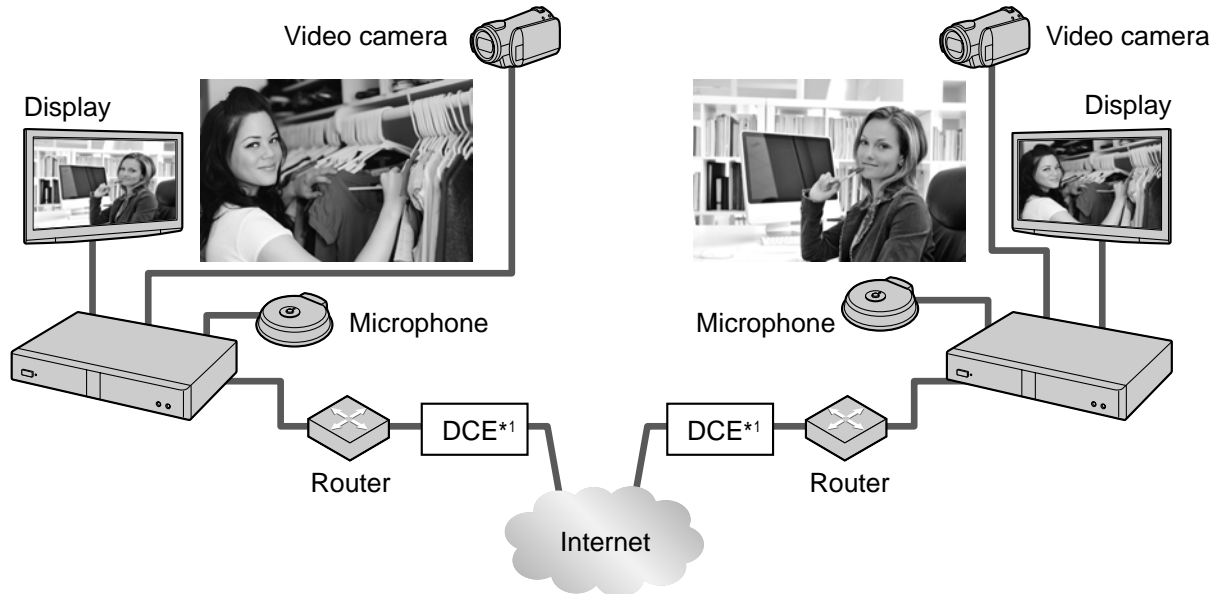 Video camera
Video camera
Display
Display
Microphone
Microphone
DCE*1
DCE*1
Router
Router
Internet